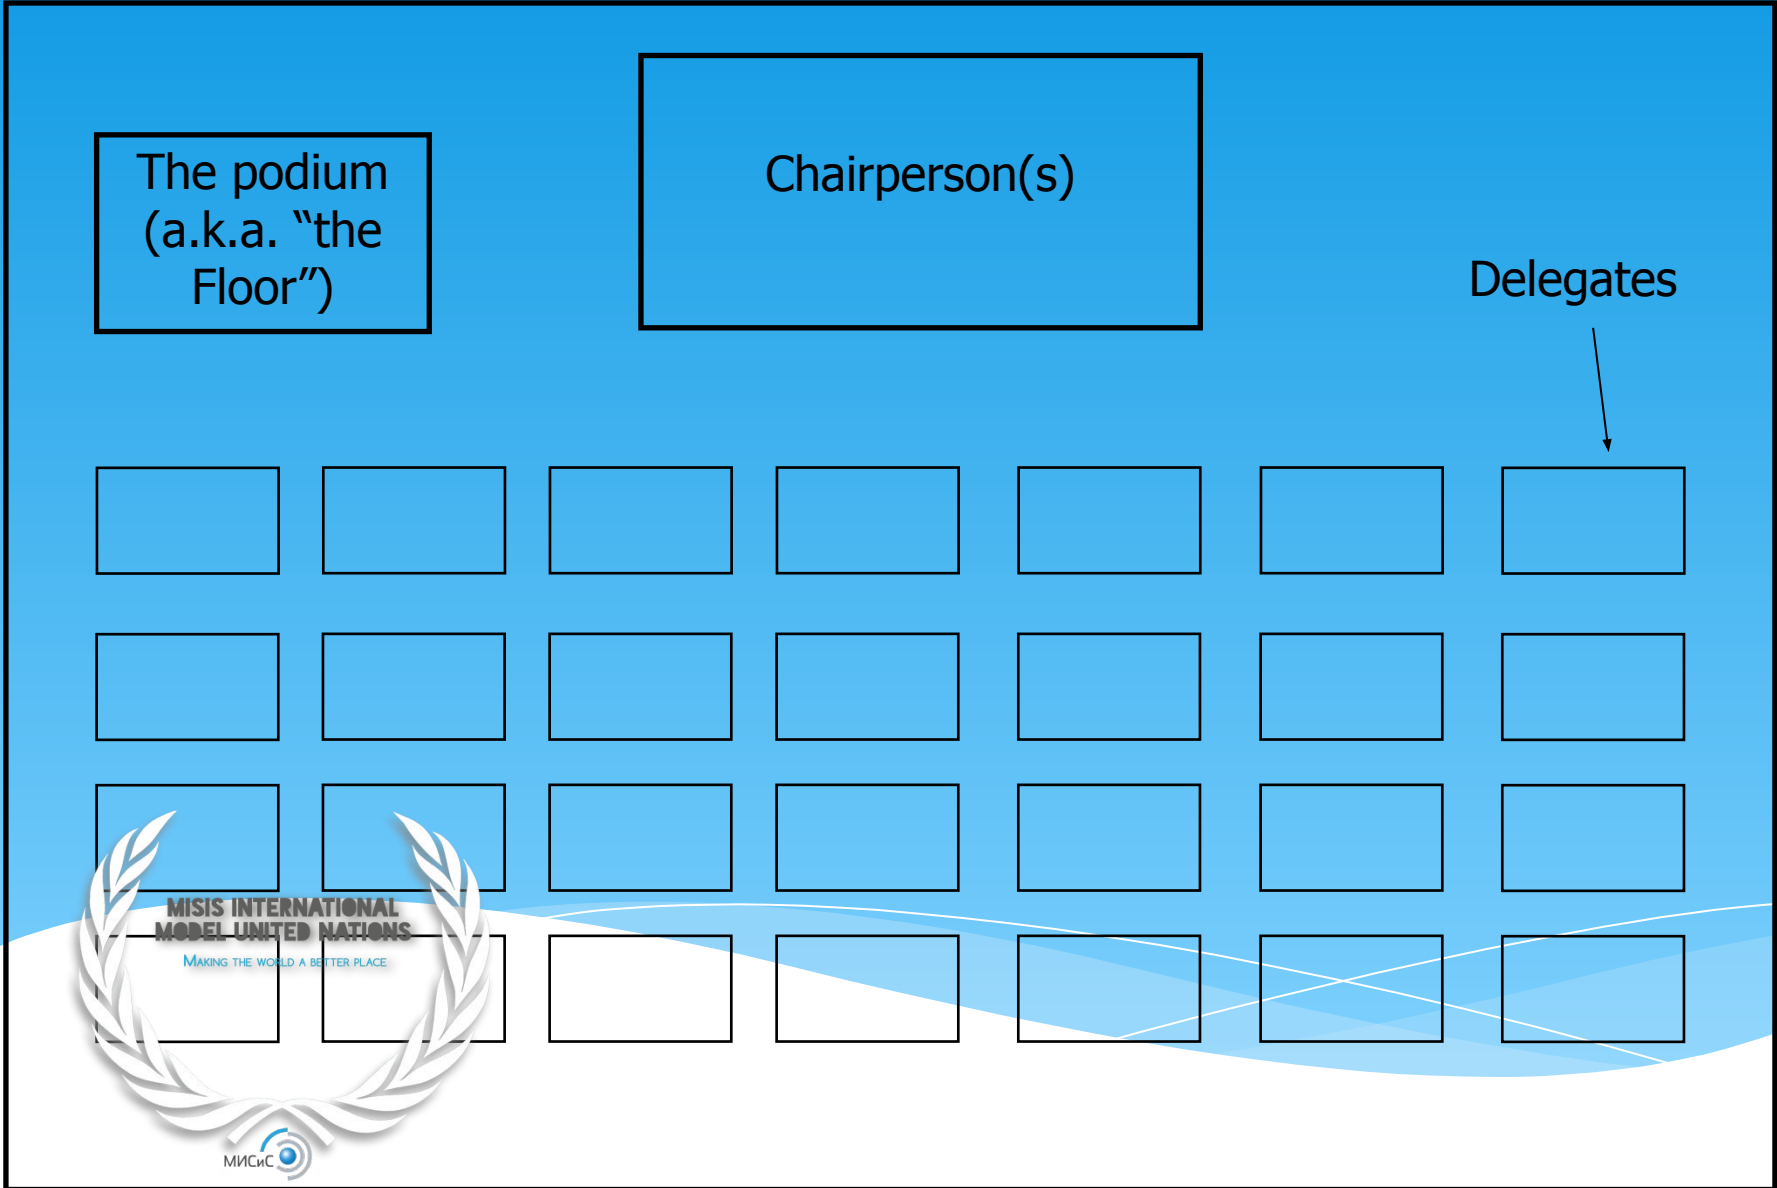 The podium
(a.k.a. “the
Floor”)
Chairperson(s)
Delegates
MISIS INTERNATIONAL
MODEL UNITED NATIONS
MAKING THE WORLD A BETTER PLACE
МИСиС